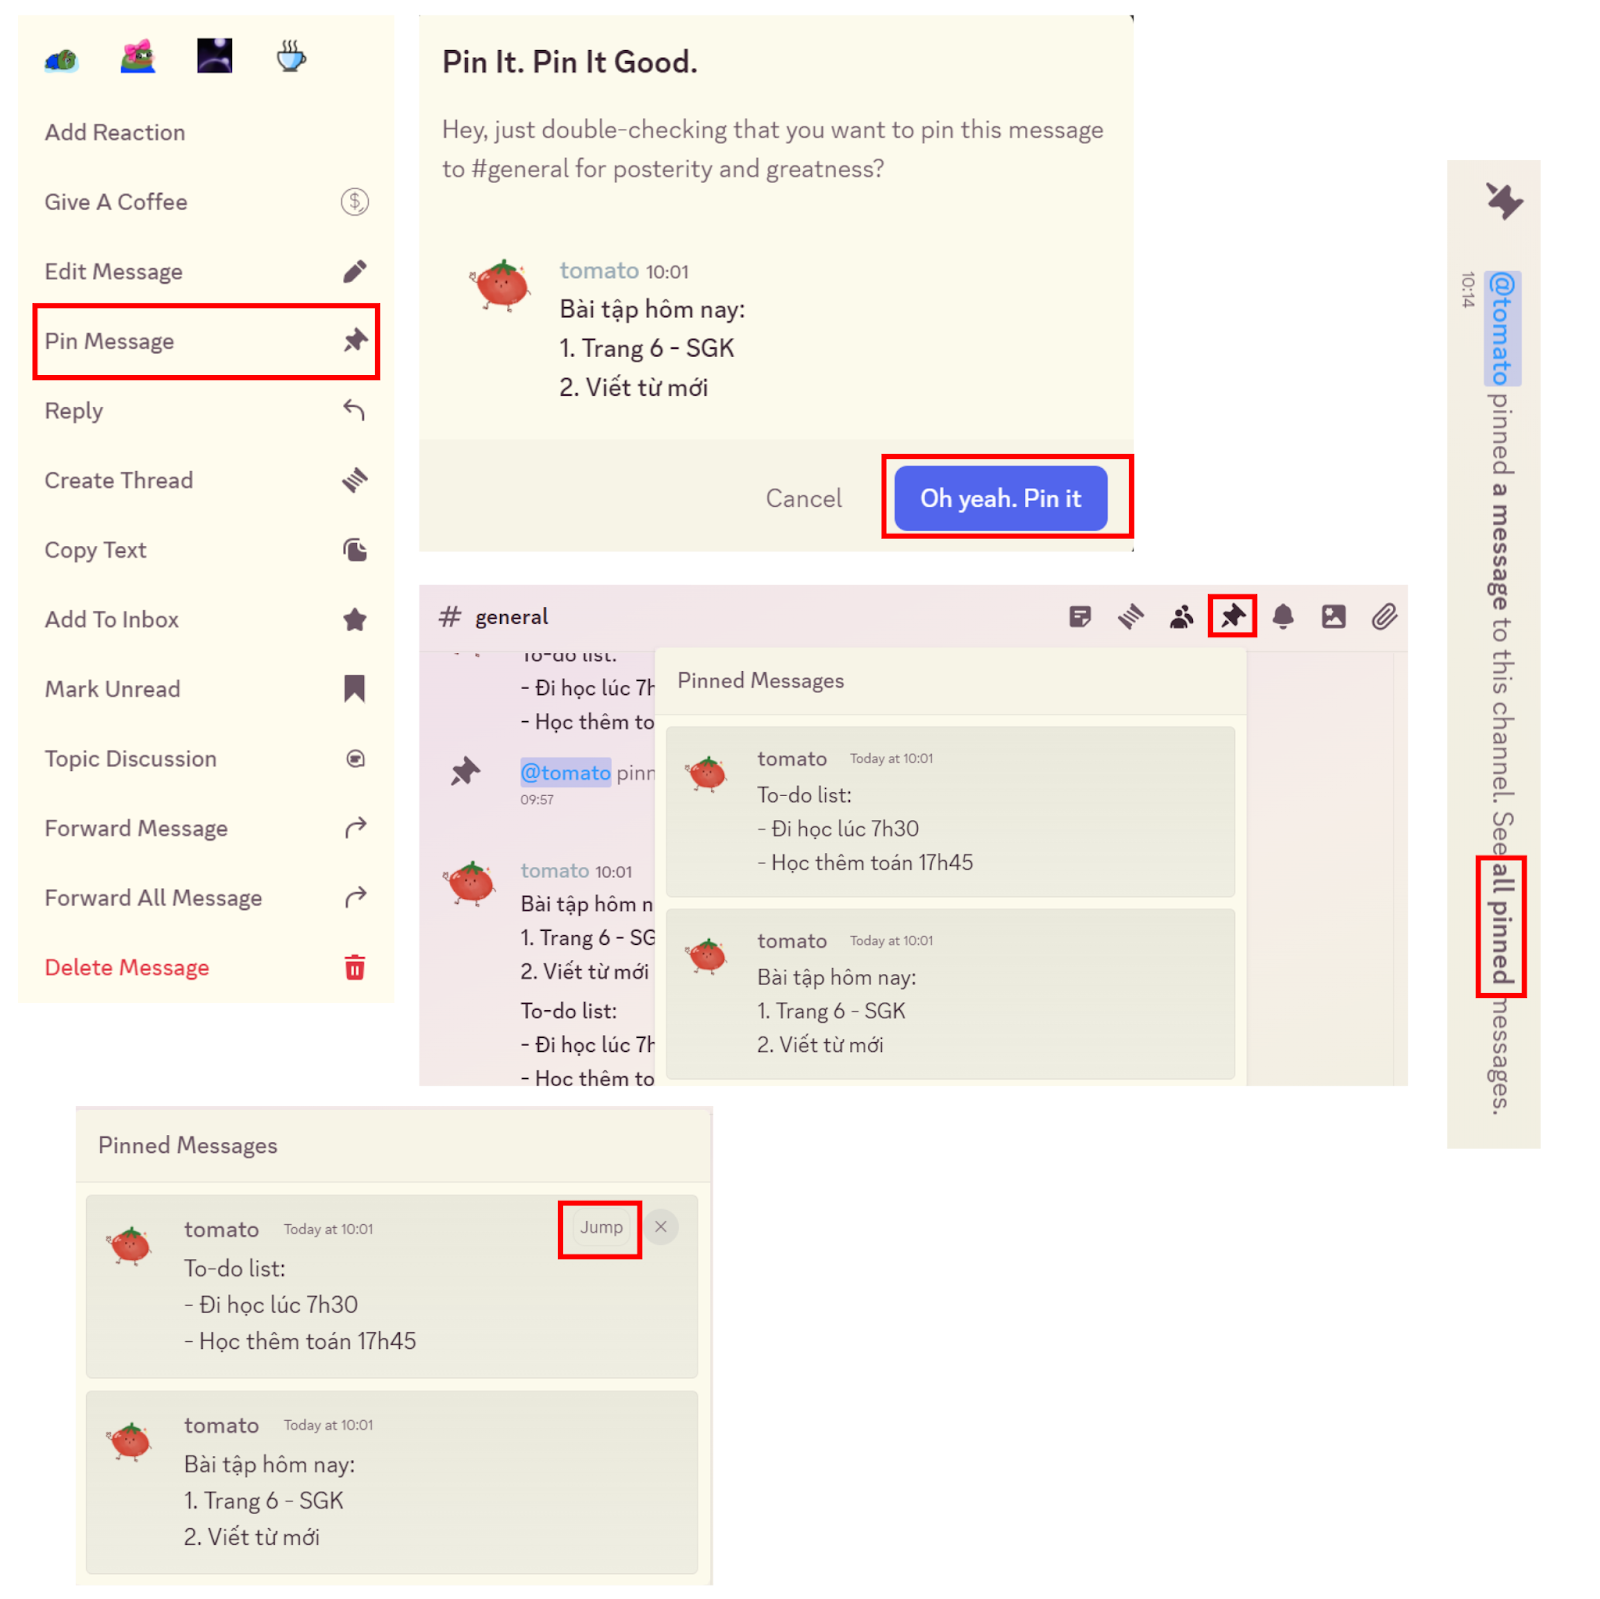 Add Reaction
Give A Coffee
Edit Message
Pin Message
Reply
Create Thread
Copy Text
Add To Inbox
Mark Unread
Topic Discussion
Forward Message
Forward All Message
Delete Message
Pin It. Pin It Good.
Hey, just double-checking that you want to pin this message
to #general for posterity and greatness?
tomato 10:01
Bài tập hôm nay:
1. Trang 6 - SGK
2. Viết từ mới
Cancel
Oh yeah. Pin it
# general
To-do list:
- Đi học lúc 7h
- Học thêm to
@tomato pinn
09:57
tomato 10:01
Bài tập hôm n
1. Trang 6 - SG
2. Viết từ mới
To-do list:
- Đi học lúc 7h
- Học thêm to
Pinned Messages
tomato Today at 10:01
To-do list:
- Đi học lúc 7h30
- Học thêm toán 17h45
tomato Today at 10:01
Bài tập hôm nay:
1. Trang 6 - SGK
2. Viết từ mới
@tomato pinned a message to this channel. See all pinned messages.
10:14
Pinned Messages
tomato Today at 10:01
Jump
To-do list:
- Đi học lúc 7h30
- Học thêm toán 17h45
tomato Today at 10:01
Bài tập hôm nay:
1. Trang 6 - SGK
2. Viết từ mới